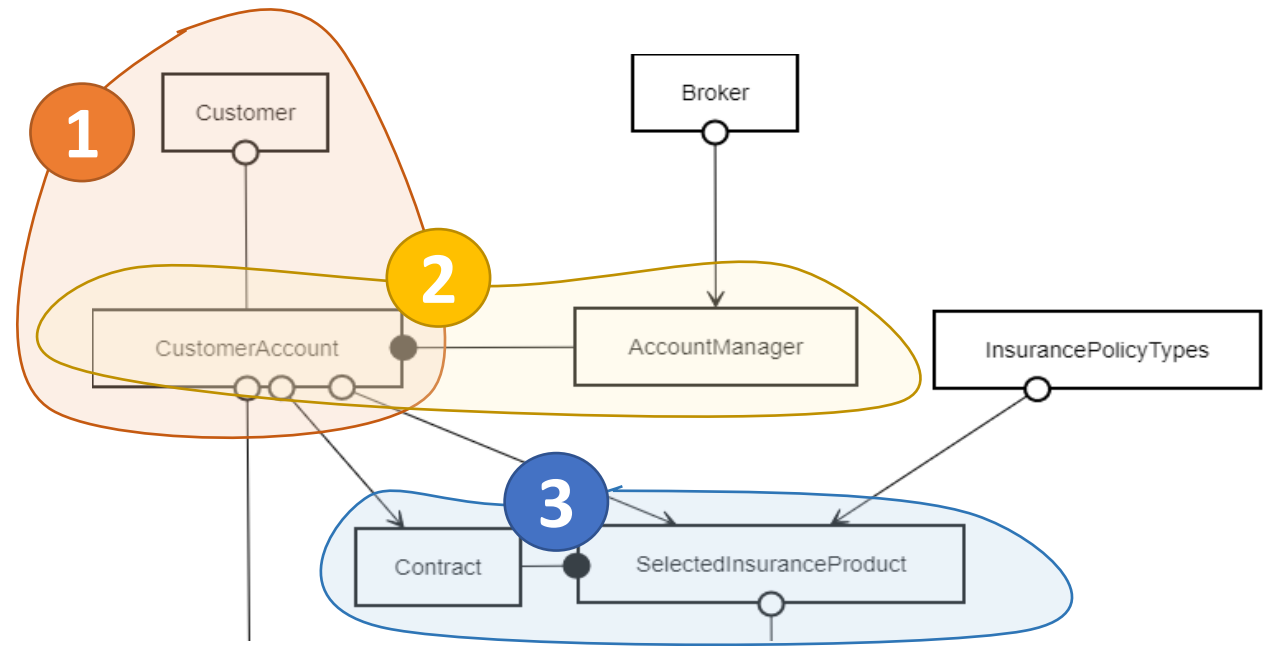 1
Customer
Broker
2
CustomerAccount
AccountManager
InsurancePolicyTypes
3
Contract
SelectedInsuranceProduct